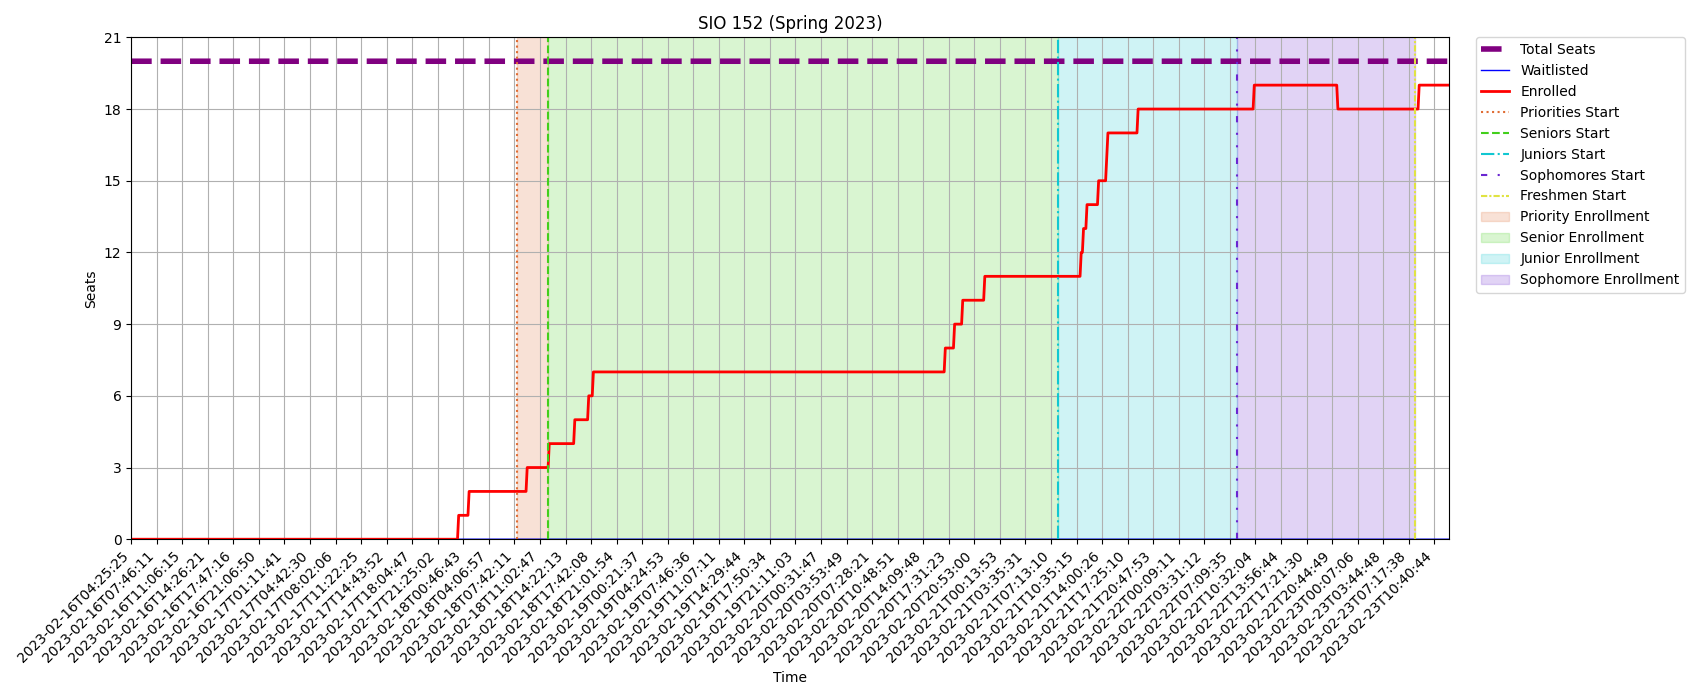 SIO 152 (Spring 2023)
21
18
15
12
9
6
3
0
Seats
2023-02-16T04:25:25
2023-02-16T07:46:11
2023-02-16T11:06:15
2023-02-16T14:26:21
2023-02-16T17:47:16
2023-02-16T21:06:50
2023-02-17T01:11:41
2023-02-17T04:42:30
2023-02-17T08:02:06
2023-02-17T11:22:25
2023-02-17T14:43:52
2023-02-17T18:04:47
2023-02-17T21:25:02
2023-02-18T00:46:43
2023-02-18T04:06:57
2023-02-18T07:42:11
2023-02-18T11:02:47
2023-02-18T14:22:13
2023-02-18T17:42:08
2023-02-18T21:01:54
2023-02-19T00:21:37
2023-02-19T04:24:53
2023-02-19T07:46:36
2023-02-19T11:07:11
2023-02-19T14:29:44
2023-02-19T17:50:34
2023-02-19T21:11:03
2023-02-20T00:31:47
2023-02-20T03:53:49
2023-02-20T07:28:21
2023-02-20T10:48:51
2023-02-20T14:09:48
2023-02-20T17:31:23
2023-02-20T20:53:00
2023-02-21T00:13:53
2023-02-21T03:35:31
2023-02-21T07:13:10
2023-02-21T10:35:15
2023-02-21T14:00:26
2023-02-21T17:25:10
2023-02-21T20:47:53
2023-02-22T00:09:11
2023-02-22T03:31:12
2023-02-22T07:09:35
2023-02-22T10:32:04
2023-02-22T13:56:44
2023-02-22T17:21:30
2023-02-22T20:44:49
2023-02-23T00:07:06
2023-02-23T03:44:48
2023-02-23T07:17:38
2023-02-23T10:40:44
Time
Total Seats
Waitlisted
Enrolled
Priorities Start
Seniors Start
Juniors Start
Sophomores Start
Freshmen Start
Priority Enrollment
Senior Enrollment
Junior Enrollment
Sophomore Enrollment